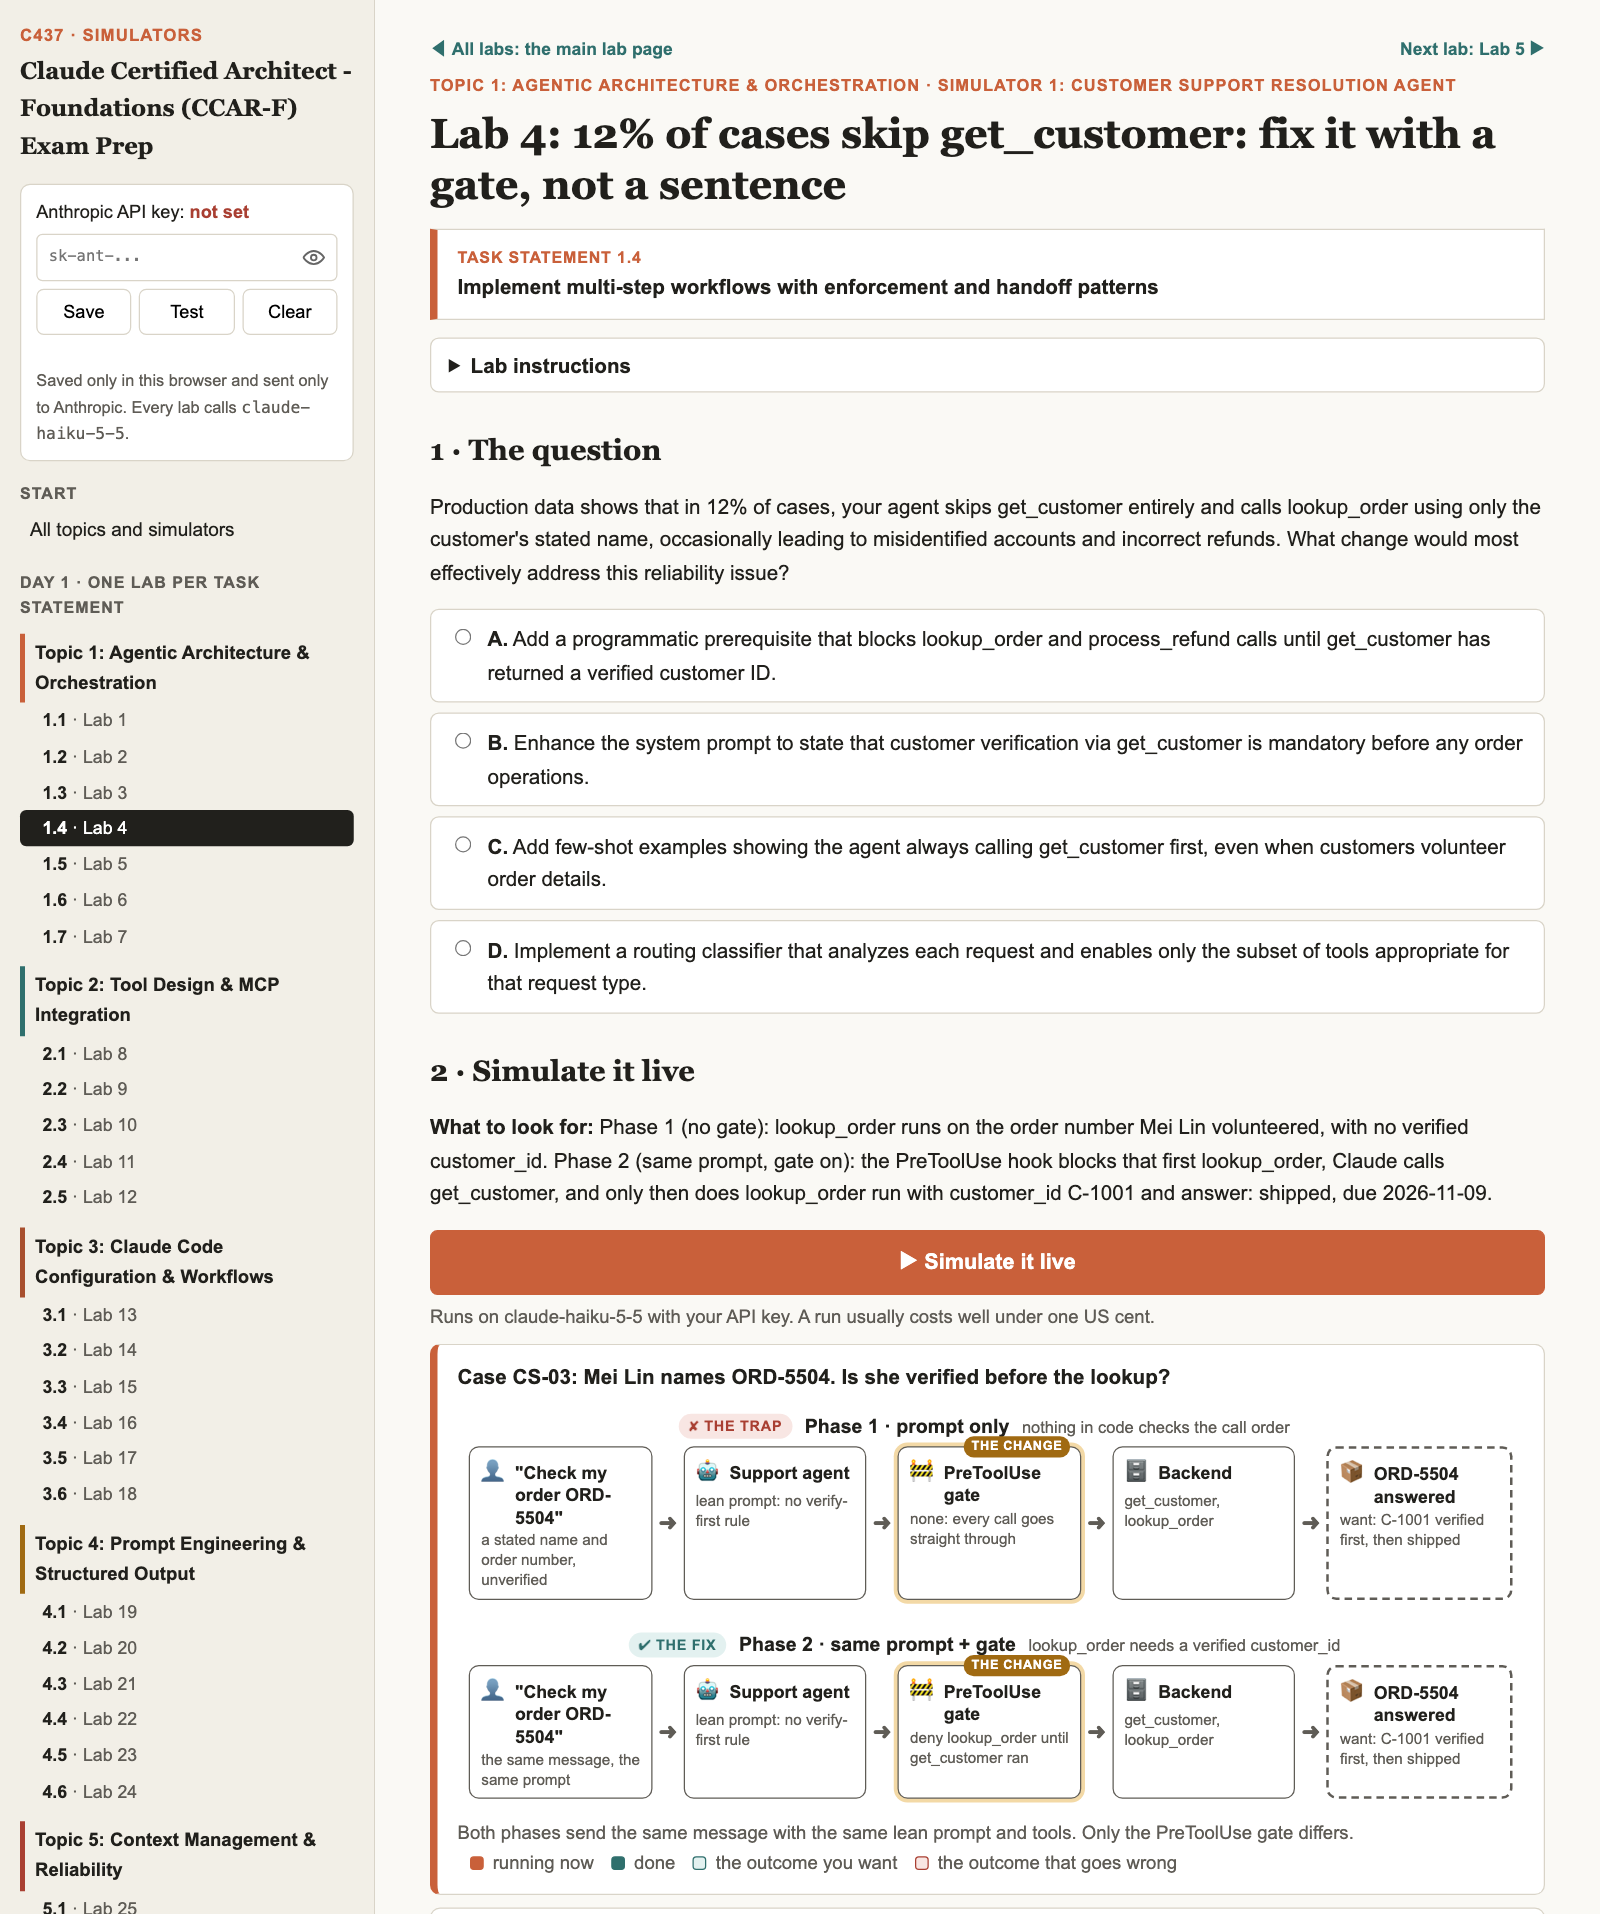 C437 · SIMULATORS
Claude Certified Architect -
Foundations (CCAR-F)
Exam Prep
Anthropic API key: not set
sk-ant-...
Save
Test
Clear
Saved only in this browser and sent only
to Anthropic. Every lab calls claude-
haiku-5-5.
START
All topics and simulators
DAY 1 · ONE LAB PER TASK
STATEMENT
Topic 1: Agentic Architecture &
Orchestration
1.1 · Lab 1
1.2 · Lab 2
1.3 · Lab 3
1.4 · Lab 4
1.5 · Lab 5
1.6 · Lab 6
1.7 · Lab 7
Topic 2: Tool Design & MCP
Integration
2.1 · Lab 8
2.2 · Lab 9
2.3 · Lab 10
2.4 · Lab 11
2.5 · Lab 12
Topic 3: Claude Code
Configuration & Workflows
3.1 · Lab 13
3.2 · Lab 14
3.3 · Lab 15
3.4 · Lab 16
3.5 · Lab 17
3.6 · Lab 18
Topic 4: Prompt Engineering &
Structured Output
4.1 · Lab 19
4.2 · Lab 20
4.3 · Lab 21
4.4 · Lab 22
4.5 · Lab 23
4.6 · Lab 24
Topic 5: Context Management &
Reliability
5.1 · Lab 25
◀ All labs: the main lab page
Next lab: Lab 5 ▶
TOPIC 1: AGENTIC ARCHITECTURE & ORCHESTRATION · SIMULATOR 1: CUSTOMER SUPPORT RESOLUTION AGENT
Lab 4: 12% of cases skip get_customer: fix it with a
gate, not a sentence
TASK STATEMENT 1.4
Implement multi-step workflows with enforcement and handoff patterns
▶ Lab instructions
1 · The question
Production data shows that in 12% of cases, your agent skips get_customer entirely and calls lookup_order using only the
customer's stated name, occasionally leading to misidentified accounts and incorrect refunds. What change would most
effectively address this reliability issue?
A. Add a programmatic prerequisite that blocks lookup_order and process_refund calls until get_customer has
returned a verified customer ID.
B. Enhance the system prompt to state that customer verification via get_customer is mandatory before any order
operations.
C. Add few-shot examples showing the agent always calling get_customer first, even when customers volunteer
order details.
D. Implement a routing classifier that analyzes each request and enables only the subset of tools appropriate for
that request type.
2 · Simulate it live
What to look for: Phase 1 (no gate): lookup_order runs on the order number Mei Lin volunteered, with no verified
customer_id. Phase 2 (same prompt, gate on): the PreToolUse hook blocks that first lookup_order, Claude calls
get_customer, and only then does lookup_order run with customer_id C-1001 and answer: shipped, due 2026-11-09.
▶ Simulate it live
Runs on claude-haiku-5-5 with your API key. A run usually costs well under one US cent.
Case CS-03: Mei Lin names ORD-5504. Is she verified before the lookup?
✘ THE TRAP
Phase 1 · prompt only
nothing in code checks the call order
"Check my
order ORD-
5504"
a stated name and
order number,
unverified
➜
Support agent
lean prompt: no verify-
first rule
➜
THE CHANGE
PreToolUse
gate
none: every call goes
straight through
➜
Backend
get_customer,
lookup_order
➜
ORD-5504
answered
want: C-1001 verified
first, then shipped
✔ THE FIX
Phase 2 · same prompt + gate
lookup_order needs a verified customer_id
"Check my
order ORD-
5504"
the same message, the
same prompt
➜
Support agent
lean prompt: no verify-
first rule
➜
THE CHANGE
PreToolUse
gate
deny lookup_order until
get_customer ran
➜
Backend
get_customer,
lookup_order
➜
ORD-5504
answered
want: C-1001 verified
first, then shipped
Both phases send the same message with the same lean prompt and tools. Only the PreToolUse gate differs.
running now
done
the outcome you want
the outcome that goes wrong